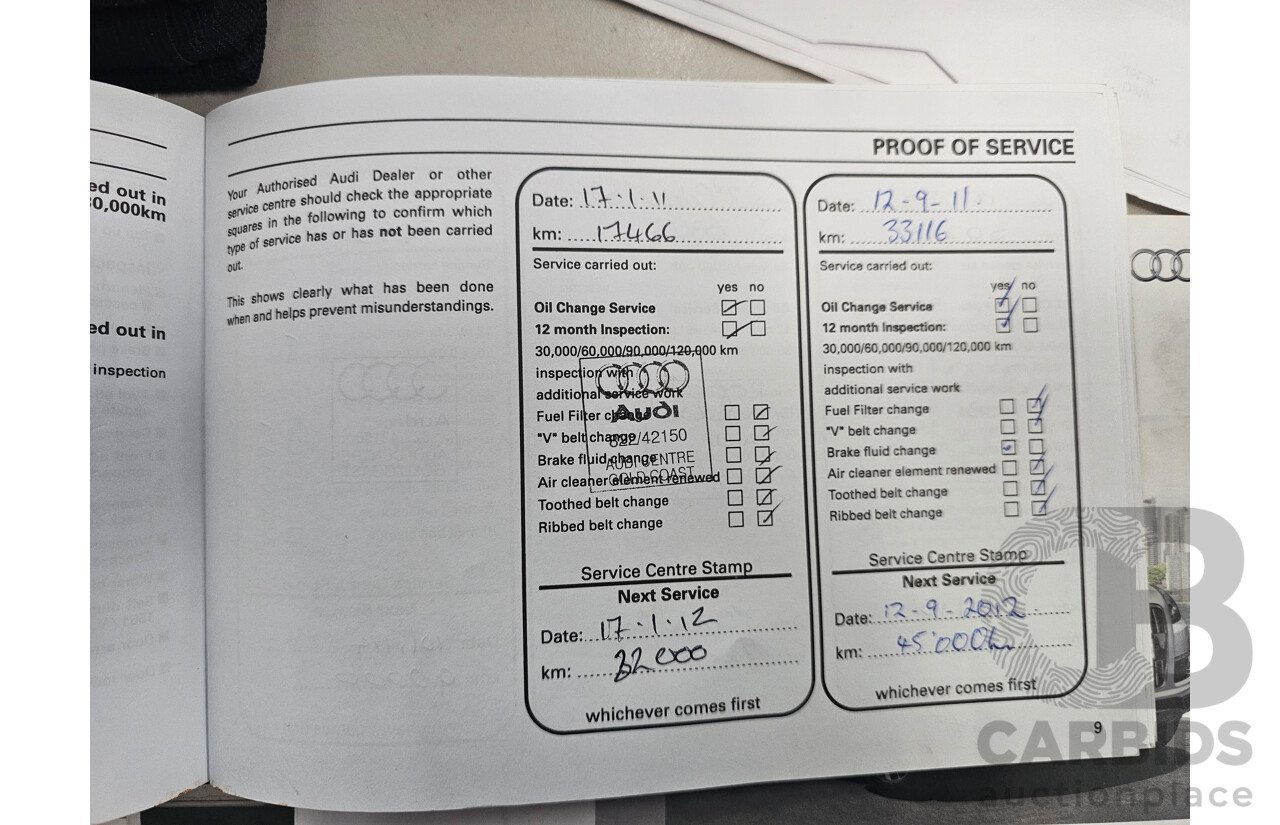 ed out in
0,000km
ed out in
inspection
PROOF OF SERVICE
Your Authorised Audi Dealer or other
service centre should check the appropriate
squares in the following to confirm which
type of service has or has not been carried
out.
This shows clearly what has been done
when and helps prevent misunderstandings.
Date: 17.1.11
km: 17466
Service carried out:
yes no
Oil Change Service
12 month Inspection:
30,000/60,000/90,000/120,000 km
inspection with
additional service work
Fuel Filter change
"V" belt change
Brake fluid change
Air cleaner element renewed
Toothed belt change
Ribbed belt change
Audi
/42150
AUDI CENTRE
GOLD COAST
Service Centre Stamp
Next Service
Date: 17.1.12
km: 32000
whichever comes first
Date: 12-9-11.
km: 33116
Service carried out:
yes no
Oil Change Service
12 month Inspection:
30,000/60,000/90,000/120,000 km
inspection with
additional service work
Fuel Filter change
"V" belt change
Brake fluid change
Air cleaner element renewed
Toothed belt change
Ribbed belt change
Service Centre Stamp
Next Service
Date: 12-9-2012
km: 45'000
whichever comes first
9
CARBIDS
auctionplace